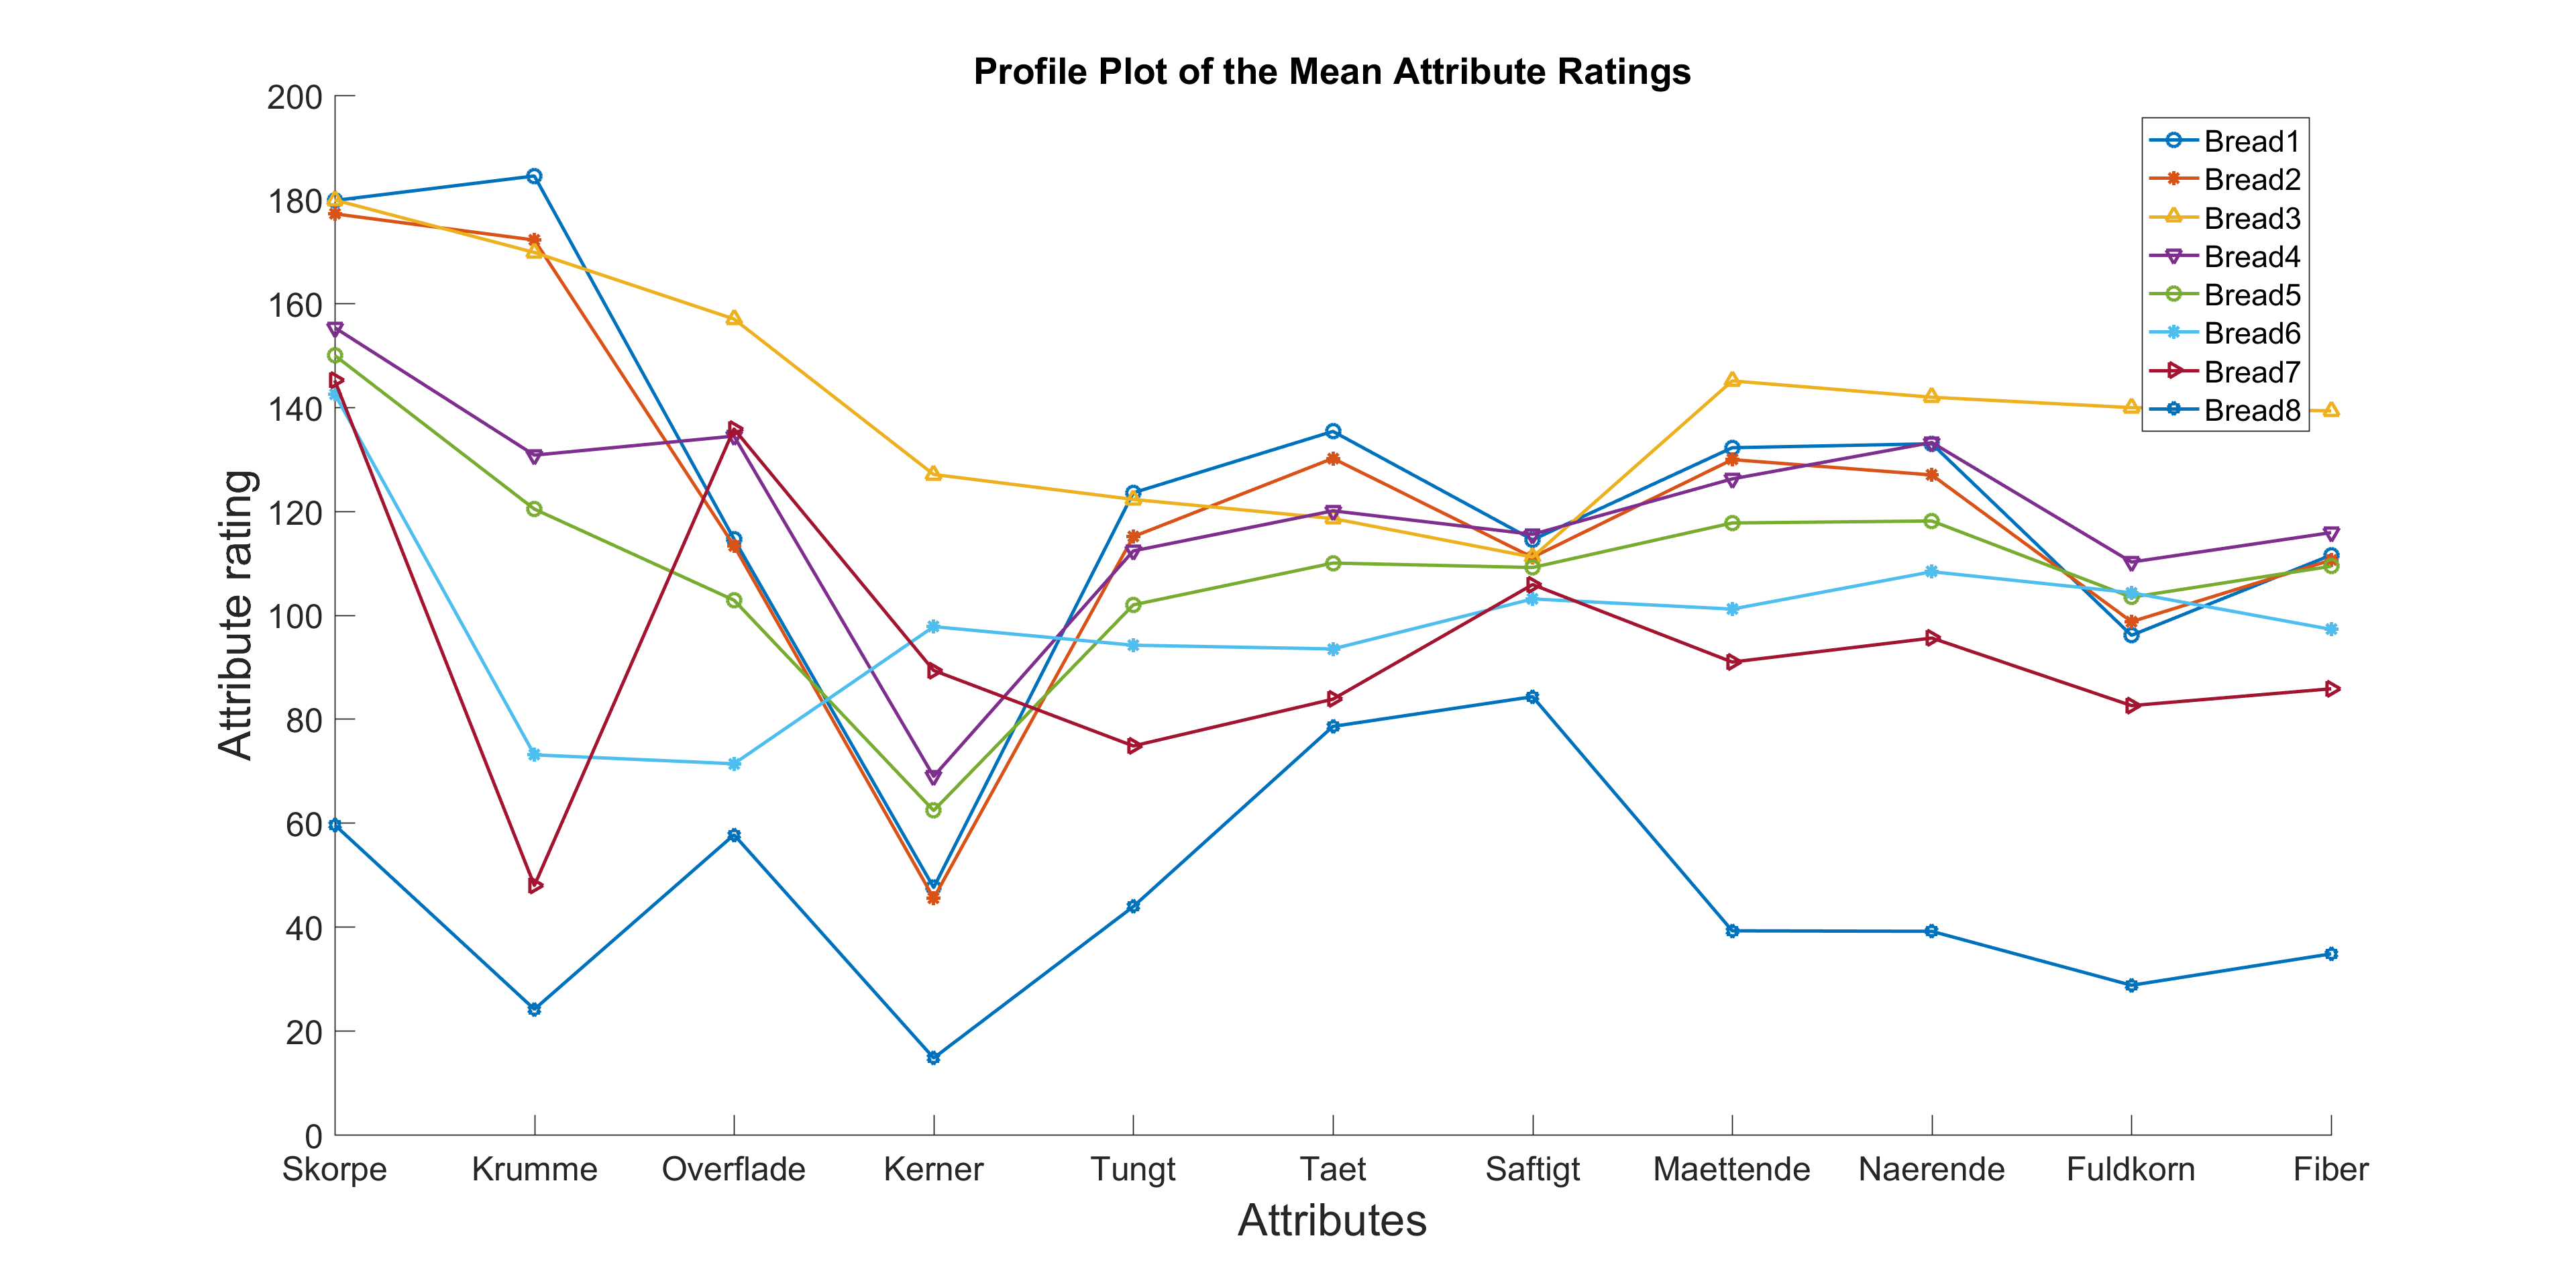 Profile Plot of the Mean Attribute Ratings
200
180
160
140
120
100
80
60
40
20
0
Attribute rating
Bread1
Bread2
Bread3
Bread4
Bread5
Bread6
Bread7
Bread8
Skorpe Krumme Overflade Kerner Tungt Taet Saftigt Maettende Naerende Fuldkorn Fiber
Attributes